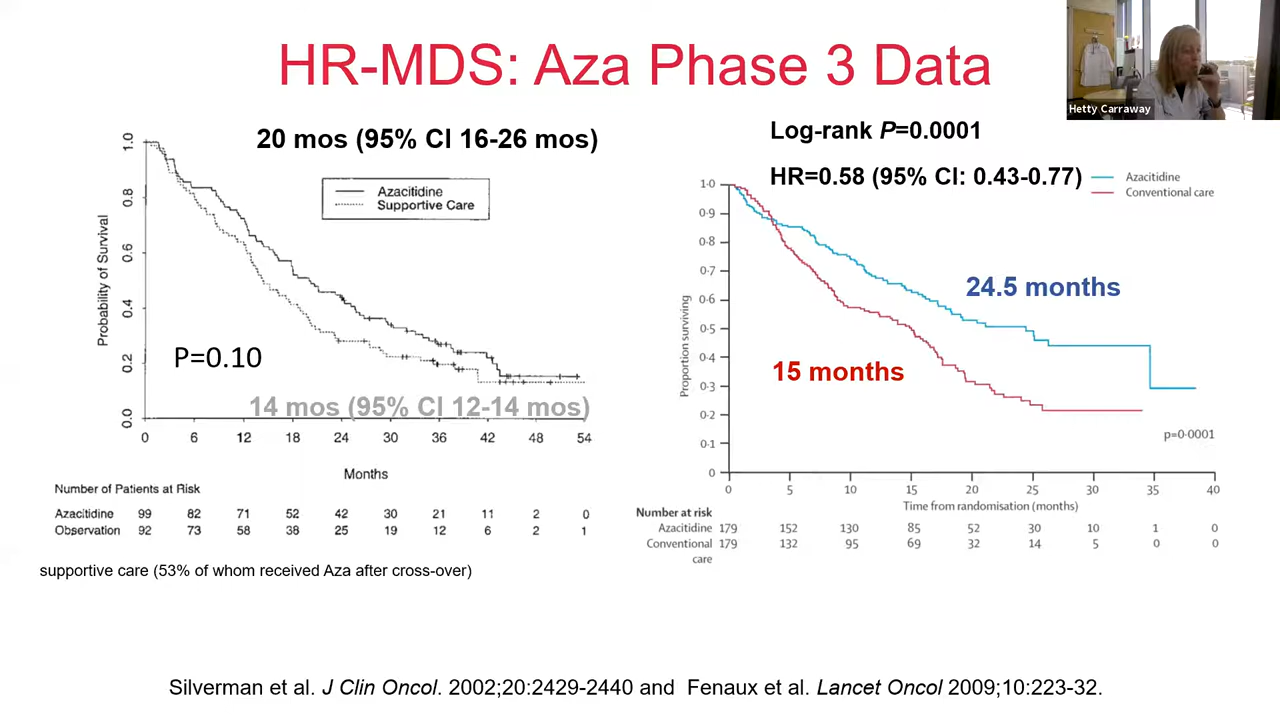 HR-MDS: Aza Phase 3 Data
Hetty Carraway
20 mos (95% CI 16-26 mos)
Azacitidine
Supportive Care
Probability of Survival
1.0
0.8
0.6
0.4
0.2
0.0
P=0.10
14 mos (95% CI 12-14 mos)
0 6 12 18 24 30 36 42 48 54
Months
Number of Patients at Risk
Azacitidine 99 82 71 52 42 30 21 11 2 0
Observation 92 73 58 38 25 19 12 6 2 1
supportive care (53% of whom received Aza after cross-over)
Log-rank P=0.0001
HR=0.58 (95% CI: 0.43-0.77)
Azacitidine
Conventional care
Proportion surviving
1·0
0·9
0·8
0·7
0·6
0·5
0·4
0·3
0·2
0·1
0
24.5 months
15 months
p=0·0001
0 5 10 15 20 25 30 35 40
Time from randomisation (months)
Number at risk
Azacitidine 179 152 130 85 52 30 10 1 0
Conventional 179 132 95 69 32 14 5 0 0
care
Silverman et al. J Clin Oncol. 2002;20:2429-2440 and Fenaux et al. Lancet Oncol 2009;10:223-32.